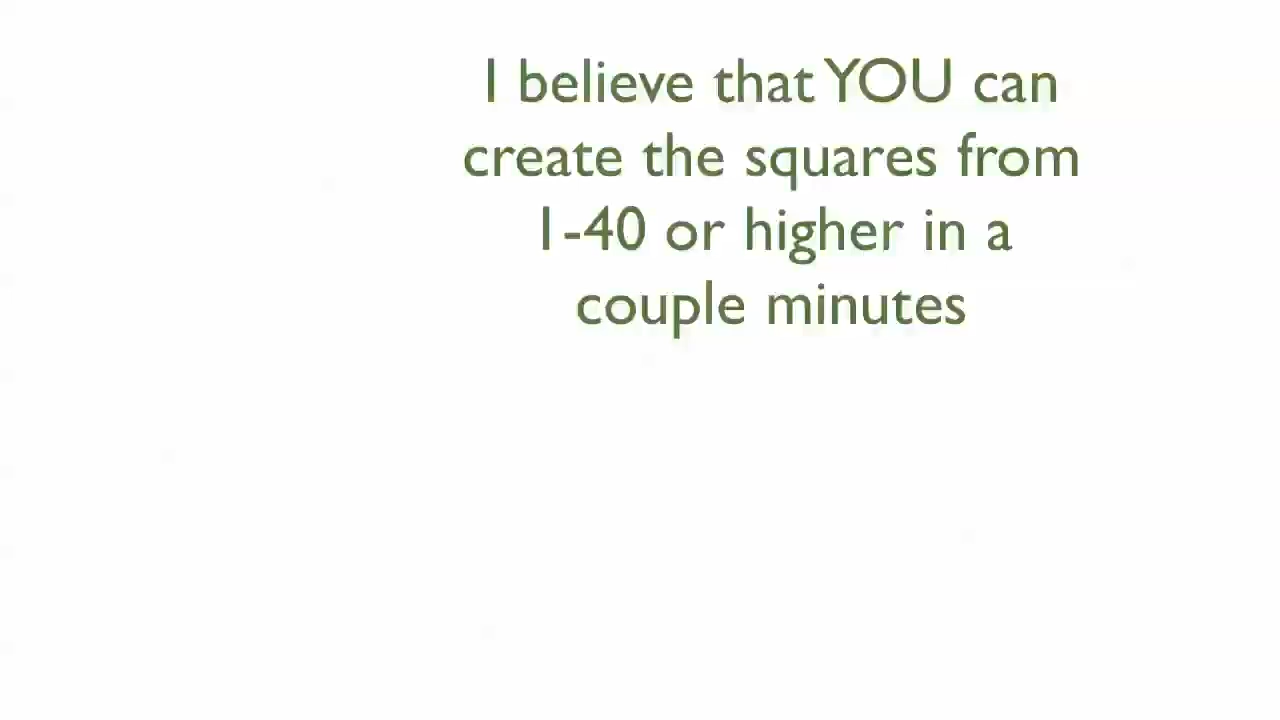 I believe that YOU can
create the squares from
1-40 or higher in a
couple minutes